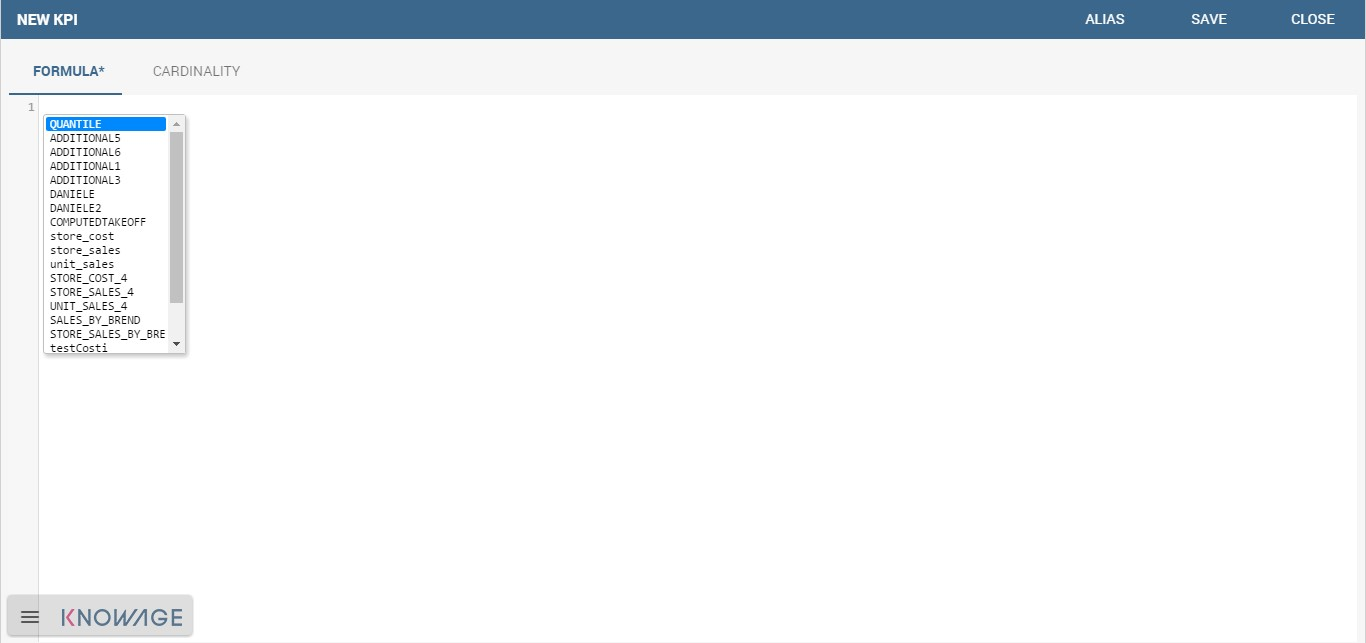 NEW KPI ALIAS SAVE CLOSE
FORMULA* CARDINALITY
1
QUANTILE
ADDITIONAL5
ADDITIONAL6
ADDITIONAL1
ADDITIONAL3
DANIELE
DANIELE2
COMPUTEDTAKEOFF
store_cost
store_sales
unit_sales
STORE_COST_4
STORE_SALES_4
UNIT_SALES_4
SALES_BY_BREND
STORE_SALES_BY_BRE
testCosti
KNOWAGE